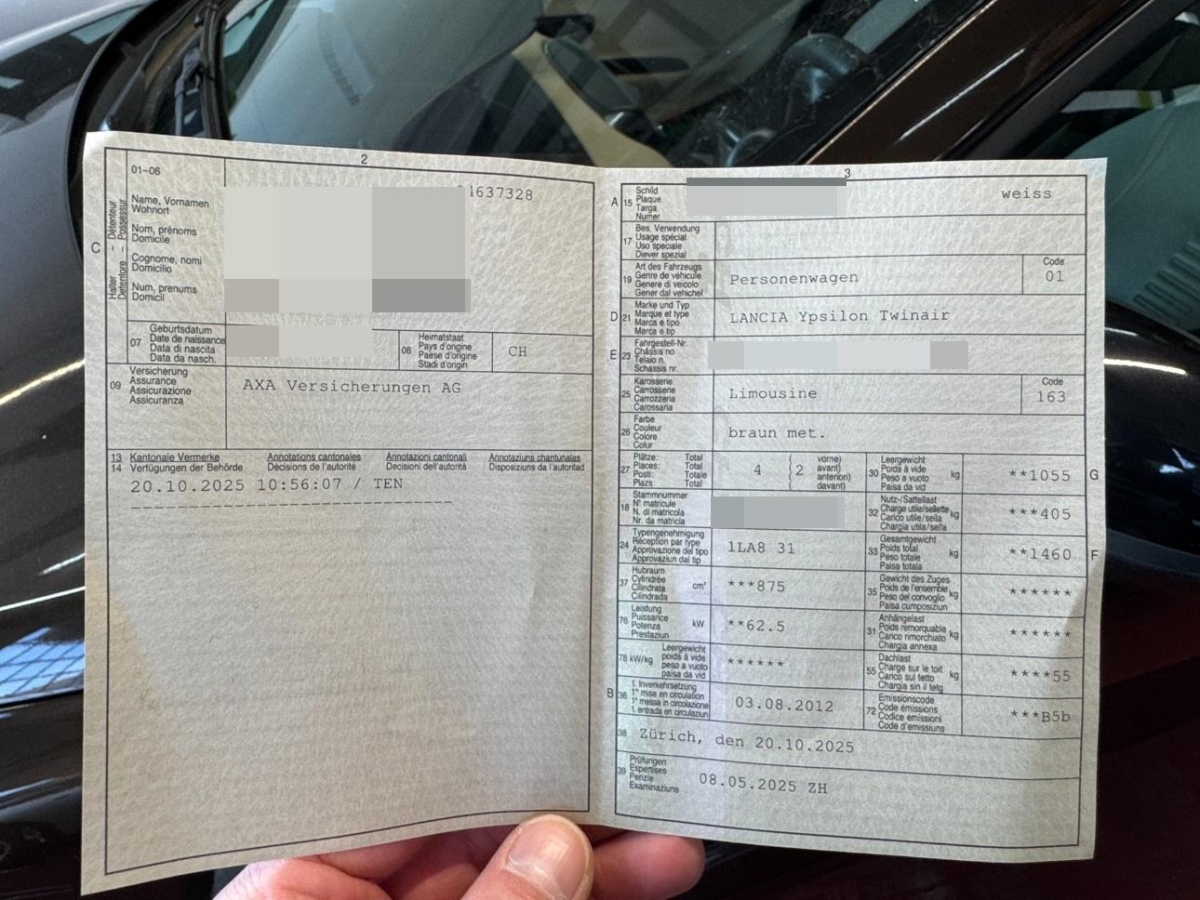 2
01-06
1637328
C
Halter – Détenteur
Detentore – Possessur
Name, Vornamen
Wohnort
Nom, prénoms
Domicile
Cognome, nomi
Domicilio
Num, prenums
Domicil
07
Geburtsdatum
Date de naissance
Data di nascita
Data da nasch.
08
Heimatstaat
Pays d'origine
Paese d'origine
Stadi d'origin
CH
09
Versicherung
Assurance
Assicurazione
Assicuranza
AXA Versicherungen AG
13 Kantonale Vermerke Annotations cantonales Annotazioni cantonali Annotaziuns chantunalas
14 Verfügungen der Behörde Décisions de l'autorité Decisioni dell'autorità Disposiziuns da l'autoritad
20.10.2025 10:56:07 / TEN
3
A 15
Schild
Plaque
Targa
Numer
weiss
17
Bes. Verwendung
Usage spécial
Uso speciale
Diever spezial
19
Art des Fahrzeugs
Genre de véhicule
Genere di veicolo
Gener dal vehichel
Personenwagen
Code
01
D 21
Marke und Typ
Marque et type
Marca e tipo
Marca e tip
LANCIA Ypsilon Twinair
E 23
Fahrgestell-Nr.
Châssis no
Telaio n.
Schassis nr.
25
Karosserie
Carrosserie
Carrozzeria
Carossaria
Limousine
Code
163
26
Farbe
Couleur
Colore
Colur
braun met.
27
Plätze: Total
Places: Total
Posti: Totale
Plazs: Total
4
2
vorne)
avant)
anteriori)
davant)
30
Leergewicht
Poids à vide
Peso a vuoto
Paisa da vid
kg
**1055
G
18
Stammnummer
N° matricule
N. di matricola
Nr. da matricla
32
Nutz-/Sattellast
Charge utile/sellette
Carico utile/sella
Chargia utila/sella
kg
***405
24
Typengenehmigung
Réception par type
Approvazione del tipo
Approvaziun dal tip
1LA8 31
33
Gesamtgewicht
Poids total
Peso totale
Paisa totala
kg
**1460
F
37
Hubraum
Cylindrée
Cilindrata
Cilindrada
cm³
***875
35
Gewicht des Zuges
Poids de l'ensemble
Peso del convoglio
Paisa cumposiziun
kg
******
76
Leistung
Puissance
Potenza
Prestaziun
kW
**62.5
31
Anhängelast
Poids remorquable
Carico rimorchiato
Chargia annexa
kg
******
78 kW/kg
Leergewicht
poids à vide
peso a vuoto
paisa da vid
******
55
Dachlast
Charge sur le toit
Carico sul tetto
Chargia sin il tetg
kg
****55
B 36
1. Inverkehrsetzung
1re mise en circulation
1a messa in circolazione
1. entrada en circulaziun
03.08.2012
72
Emissionscode
Code émissions
Codice emissioni
Code d'emissiuns
***B5b
38
Zürich, den 20.10.2025
39
Prüfungen
Expertises
Perizie
Examinaziuns
08.05.2025 ZH